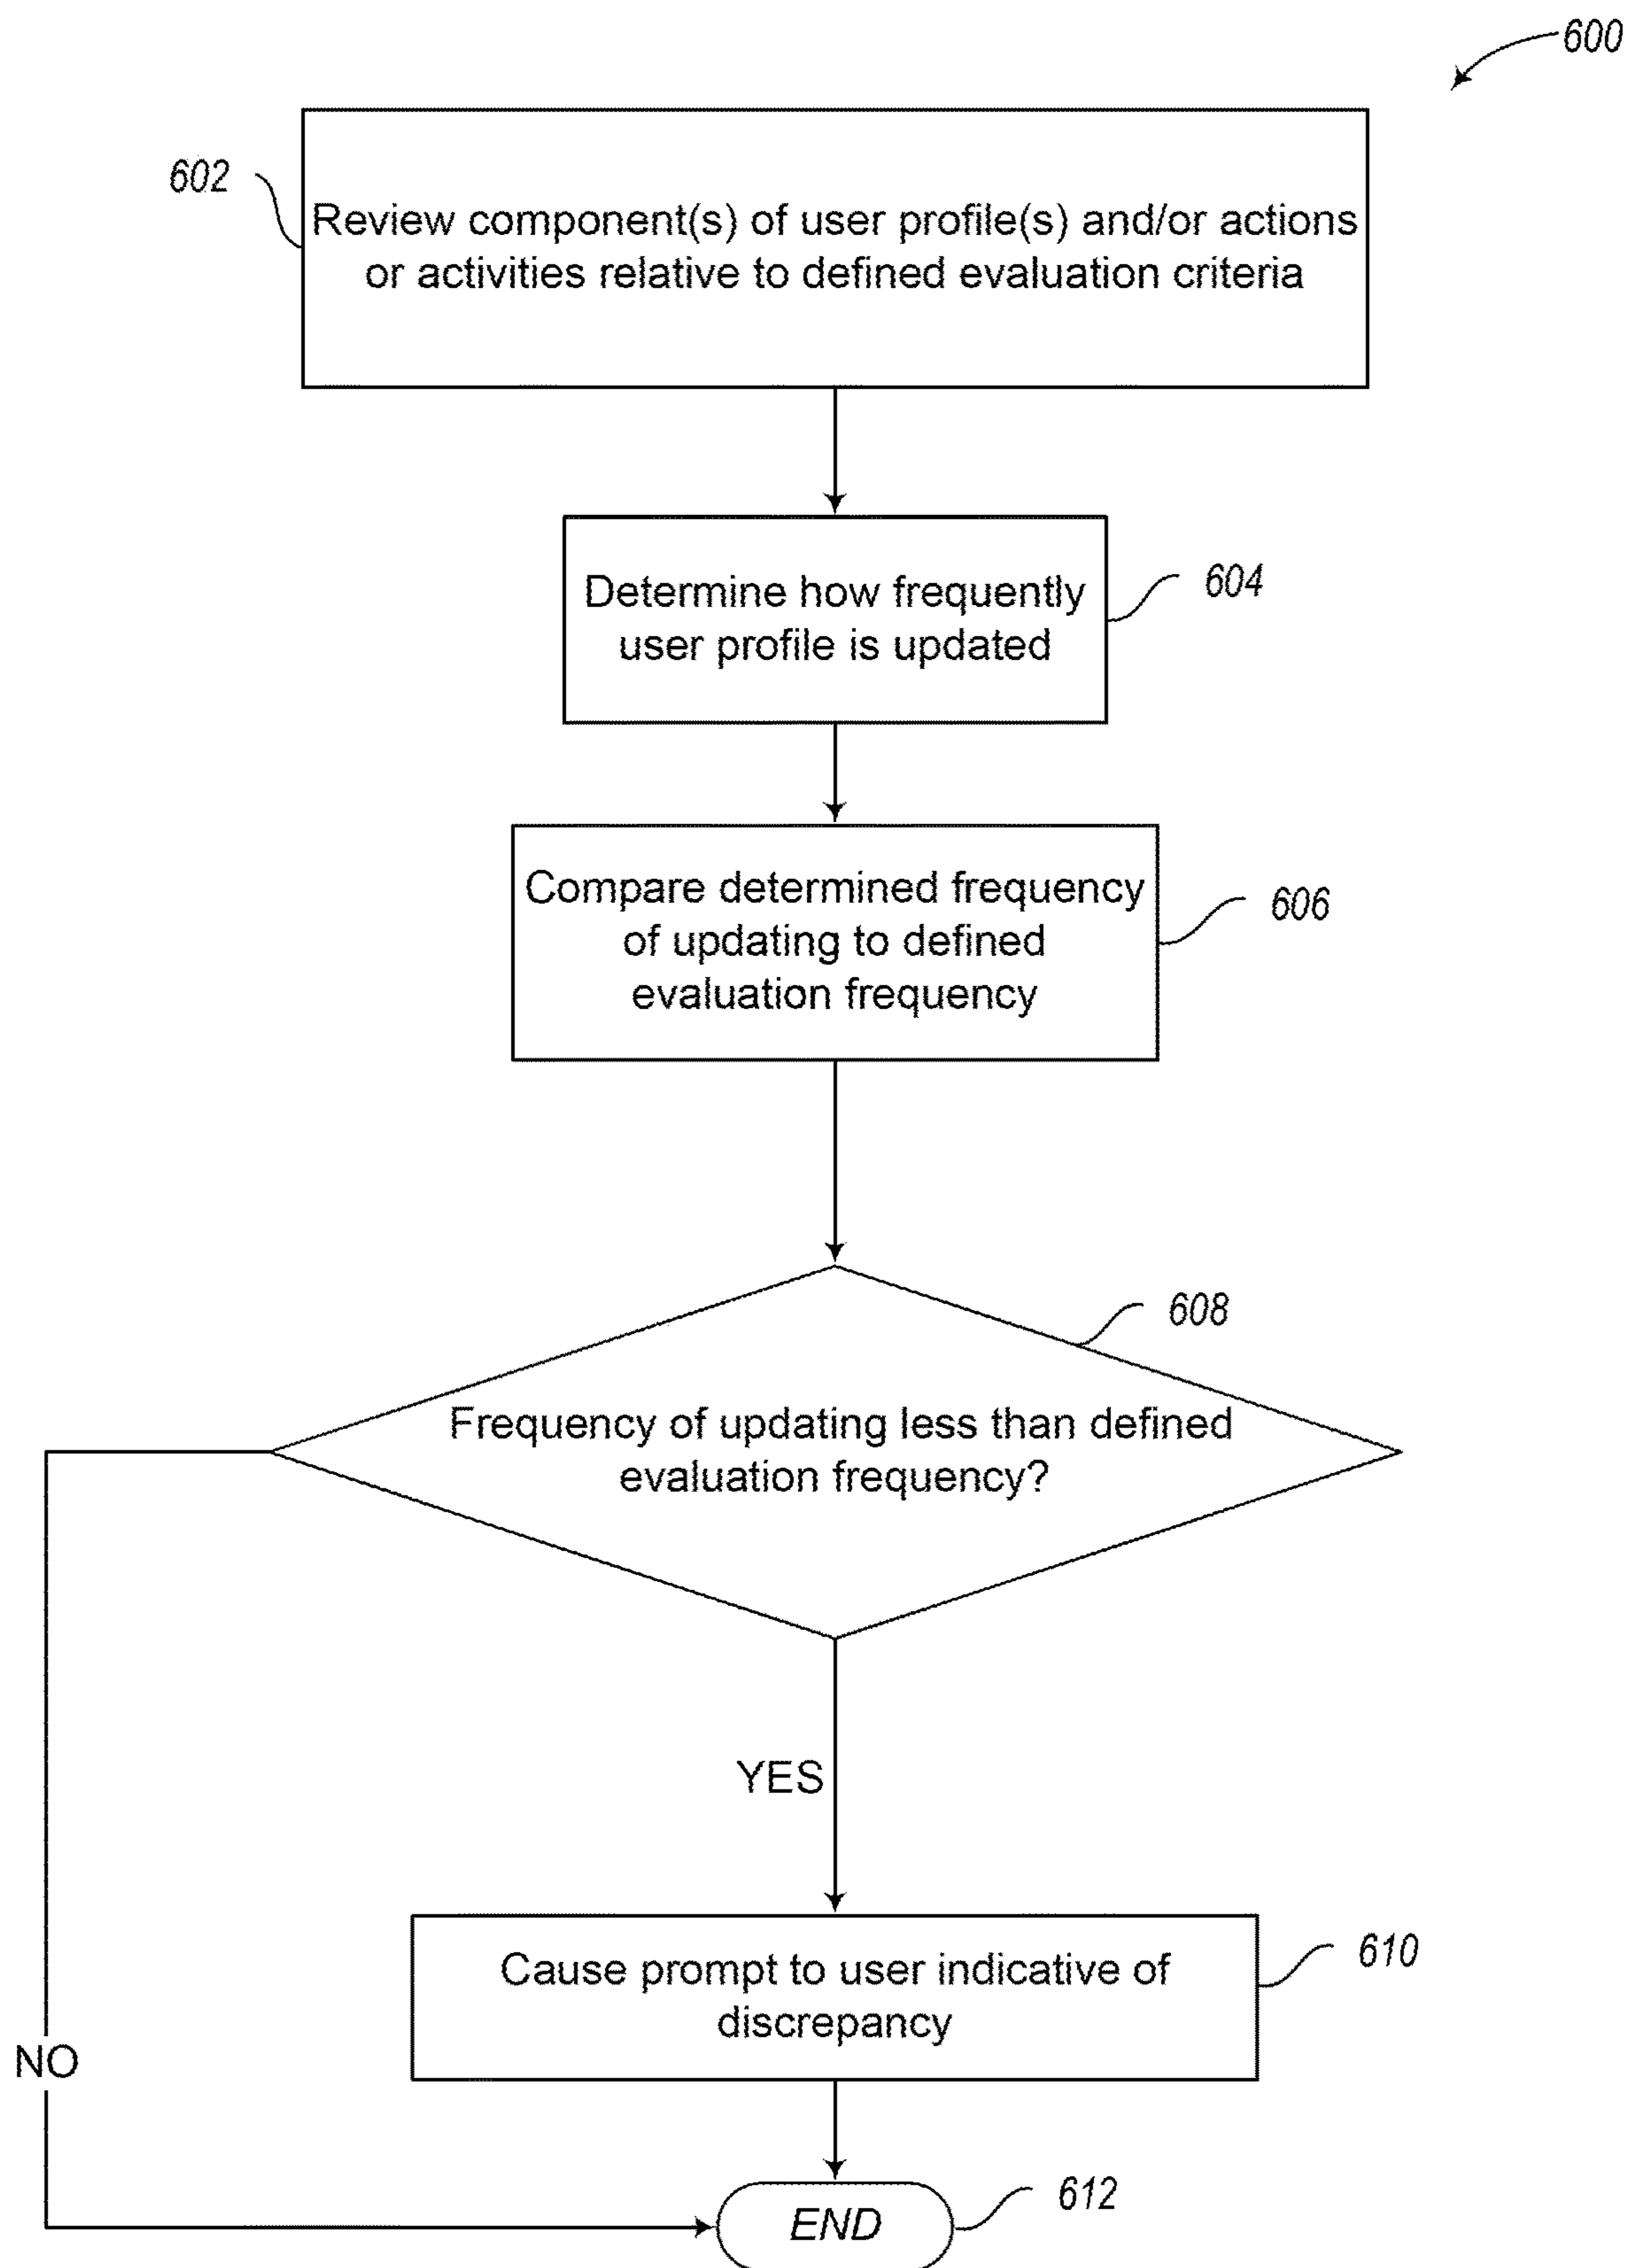 600
602
Review component(s) of user profile(s) and/or actions
or activities relative to defined evaluation criteria
604
Determine how frequently
user profile is updated
606
Compare determined frequency
of updating to defined
evaluation frequency
608
Frequency of updating less than defined
evaluation frequency?
YES
610
Cause prompt to user indicative of
discrepancy
NO
612
END